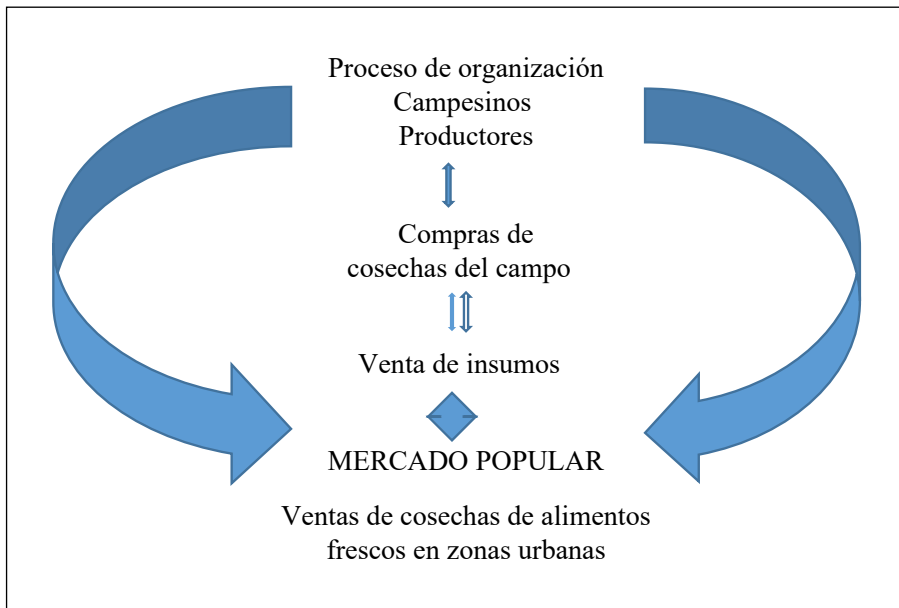 Proceso de organización
Campesinos
Productores
Compras de
cosechas del campo
Venta de insumos
MERCADO POPULAR
Ventas de cosechas de alimentos
frescos en zonas urbanas